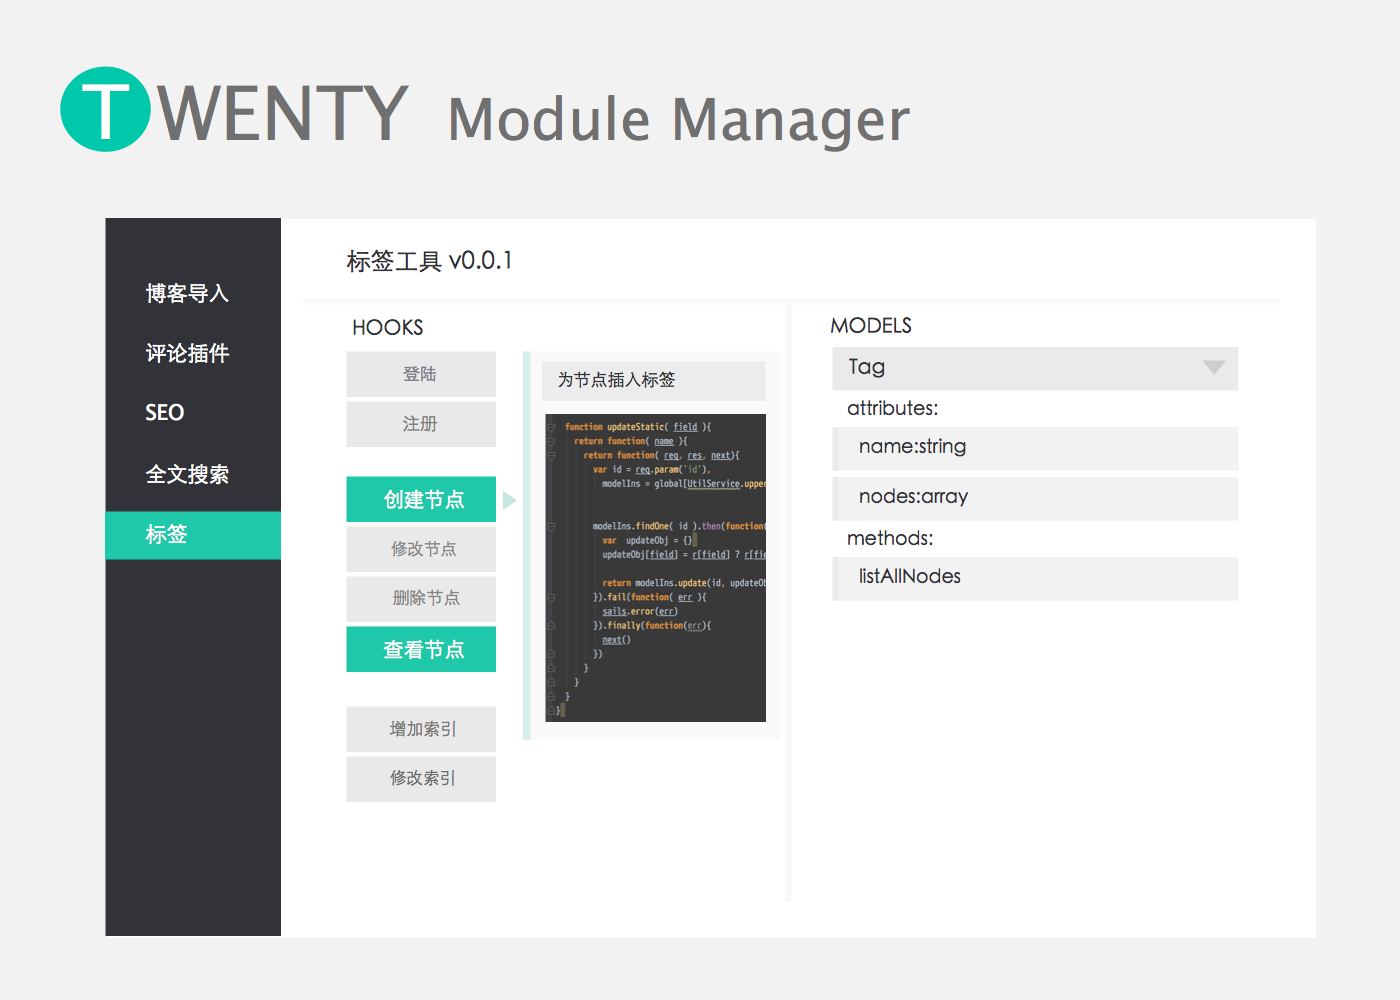 TWENTY Module Manager
博客导入
评论插件
SEO
全文搜索
标签
标签工具 v0.0.1
HOOKS
登陆
注册
创建节点
修改节点
删除节点
查看节点
增加索引
修改索引
为节点插入标签
function updateStatic( field ){
return function( name ){
return function( req, res, next){
var id = req.param('id'),
modelIns = global[UtilService.upper
modelIns.findOne( id ).then(function(
var updateObj = {}
updateObj[field] = r[field] ? r[fie
return modelIns.update(id, updateOb
}).fail(function( err ){
sails.error(err)
}).finally(function(err){
next()
})
}
}
}
}
MODELS
Tag
attributes:
name:string
nodes:array
methods:
listAllNodes